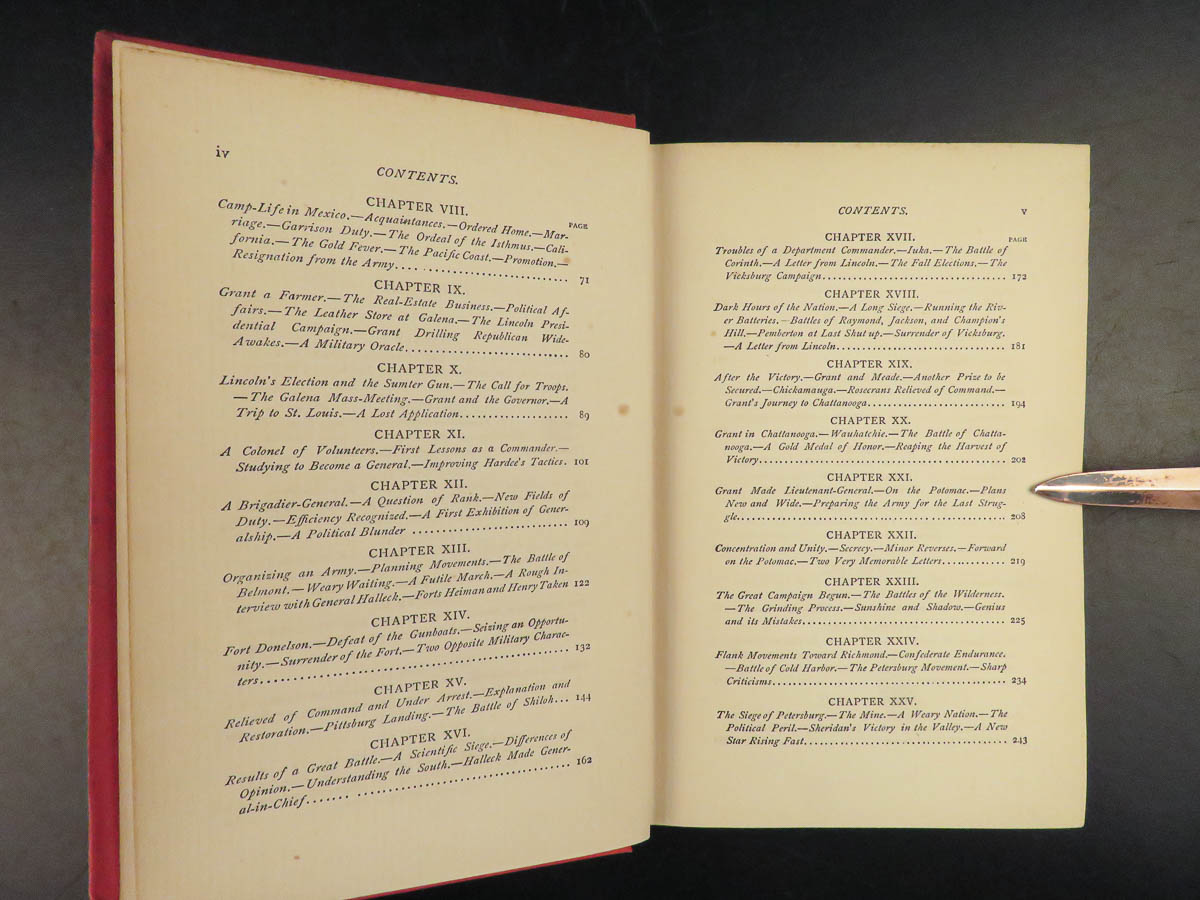 iv
CONTENTS.
CHAPTER VIII.
PAGE
Camp-Life in Mexico.—Acquaintances.—Ordered Home.—Mar-
riage.—Garrison Duty.—The Ordeal of the Isthmus.—Cali-
fornia.—The Gold Fever.—The Pacific Coast.—Promotion.—
Resignation from the Army.... . . . . . . . . . . . . . . . . . . . . 71
CHAPTER IX.
Grant a Farmer.—The Real-Estate Business.—Political Af-
fairs.—The Leather Store at Galena.—The Lincoln Presi-
dential Campaign.—Grant Drilling Republican Wide-
Awakes.—A Military Oracle............................ 80
CHAPTER X.
Lincoln's Election and the Sumter Gun.—The Call for Troops.
—The Galena Mass-Meeting.—Grant and the Governor.—A
Trip to St. Louis.—A Lost Application................... 89
CHAPTER XI.
A Colonel of Volunteers.—First Lessons as a Commander.—
Studying to Become a General.—Improving Hardee's Tactics. 101
CHAPTER XII.
A Brigadier-General.—A Question of Rank.—New Fields of
Duty.—Efficiency Recognized.—A First Exhibition of Gener-
alship.—A Political Blunder .......................... 109
CHAPTER XIII.
Organizing an Army.—Planning Movements.—The Battle of
Belmont.—Weary Waiting.—A Futile March.—A Rough In-
terview with General Halleck.—Forts Heiman and Henry Taken 122
CHAPTER XIV.
Fort Donelson.—Defeat of the Gunboats.—Seizing an Opportu-
nity.—Surrender of the Fort.—Two Opposite Military Charac-
ters.................................................. 132
CHAPTER XV.
Relieved of Command and Under Arrest.—Explanation and
Restoration.—Pittsburg Landing.—The Battle of Shiloh... 144
CHAPTER XVI.
Results of a Great Battle.—A Scientific Siege.—Differences of
Opinion.—Understanding the South.—Halleck Made Gener-
al-in-Chief....... .................................... 162
CONTENTS.
v
CHAPTER XVII.
PAGE
Troubles of a Department Commander.—Iuka.—The Battle of
Corinth.—A Letter from Lincoln.—The Fall Elections.—The
Vicksburg Campaign.................................... 172
CHAPTER XVIII.
Dark Hours of the Nation.—A Long Siege.—Running the Riv-
er Batteries.—Battles of Raymond, Jackson, and Champion's
Hill.—Pemberton at Last Shut up.—Surrender of Vicksburg.
—A Letter from Lincoln................................ 181
CHAPTER XIX.
After the Victory.—Grant and Meade.—Another Prize to be
Secured.—Chickamauga.—Rosecrans Relieved of Command.—
Grant's Journey to Chattanooga........................ 194
CHAPTER XX.
Grant in Chattanooga.—Wauhatchie.—The Battle of Chatta-
nooga.—A Gold Medal of Honor.—Reaping the Harvest of
Victory............................................... 202
CHAPTER XXI.
Grant Made Lieutenant-General.—On the Potomac.—Plans
New and Wide.—Preparing the Army for the Last Strug-
gle................................................... 208
CHAPTER XXII.
Concentration and Unity.—Secrecy.—Minor Reverses.—Forward
on the Potomac.—Two Very Memorable Letters............ 219
CHAPTER XXIII.
The Great Campaign Begun.—The Battles of the Wilderness.
—The Grinding Process.—Sunshine and Shadow.—Genius
and its Mistakes...................................... 225
CHAPTER XXIV.
Flank Movements Toward Richmond.—Confederate Endurance.
—Battle of Cold Harbor.—The Petersburg Movement.—Sharp
Criticisms............................................ 234
CHAPTER XXV.
The Siege of Petersburg.—The Mine.—A Weary Nation.—The
Political Peril.—Sheridan's Victory in the Valley.—A New
Star Rising Fast...................................... 243